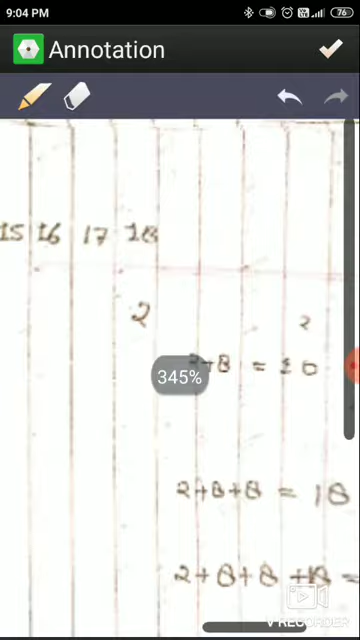 9:04 PM 76
Annotation
15 16 17 18
2
2
345%
+8 = 10
2+8+8 = 18
2+8+8+18 =
V RECORDER